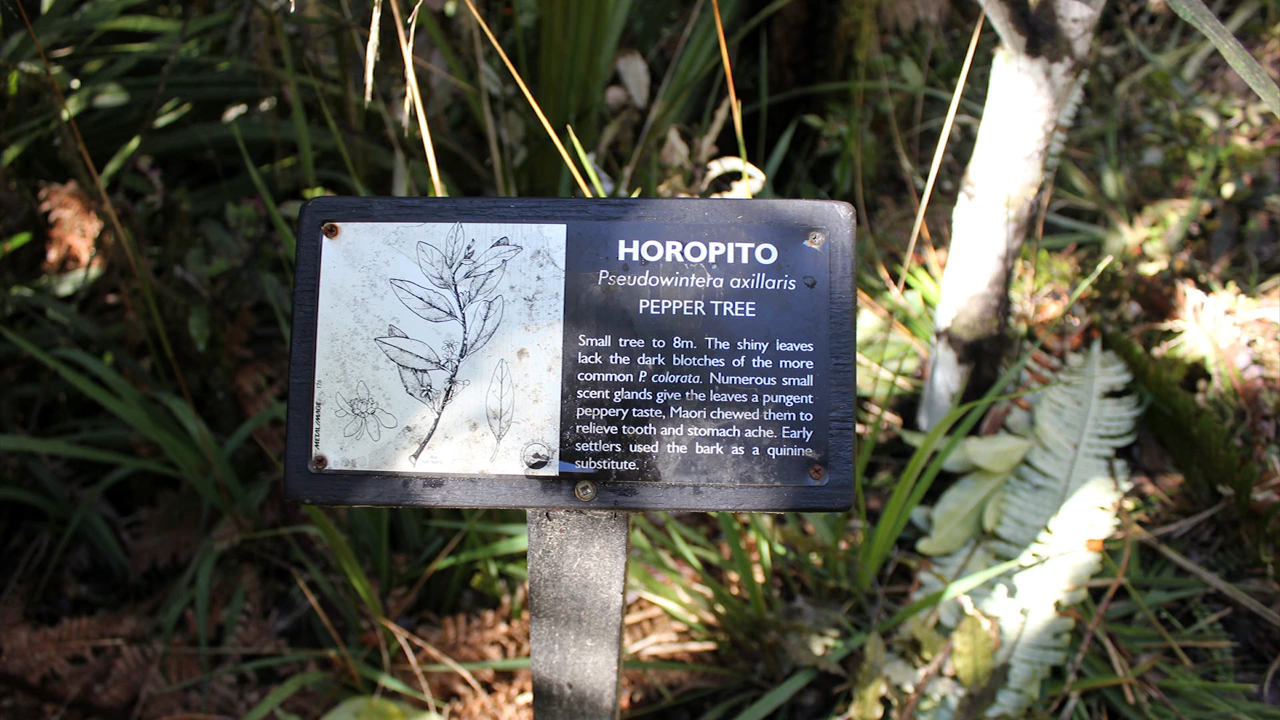 HOROPITO
Pseudowintera axillaris
PEPPER TREE
Small tree to 8m. The shiny leaves
lack the dark blotches of the more
common P. colorata. Numerous small
scent glands give the leaves a pungent
peppery taste, Maori chewed them to
relieve tooth and stomach ache. Early
settlers used the bark as a quinine
substitute.
METALIMAGE